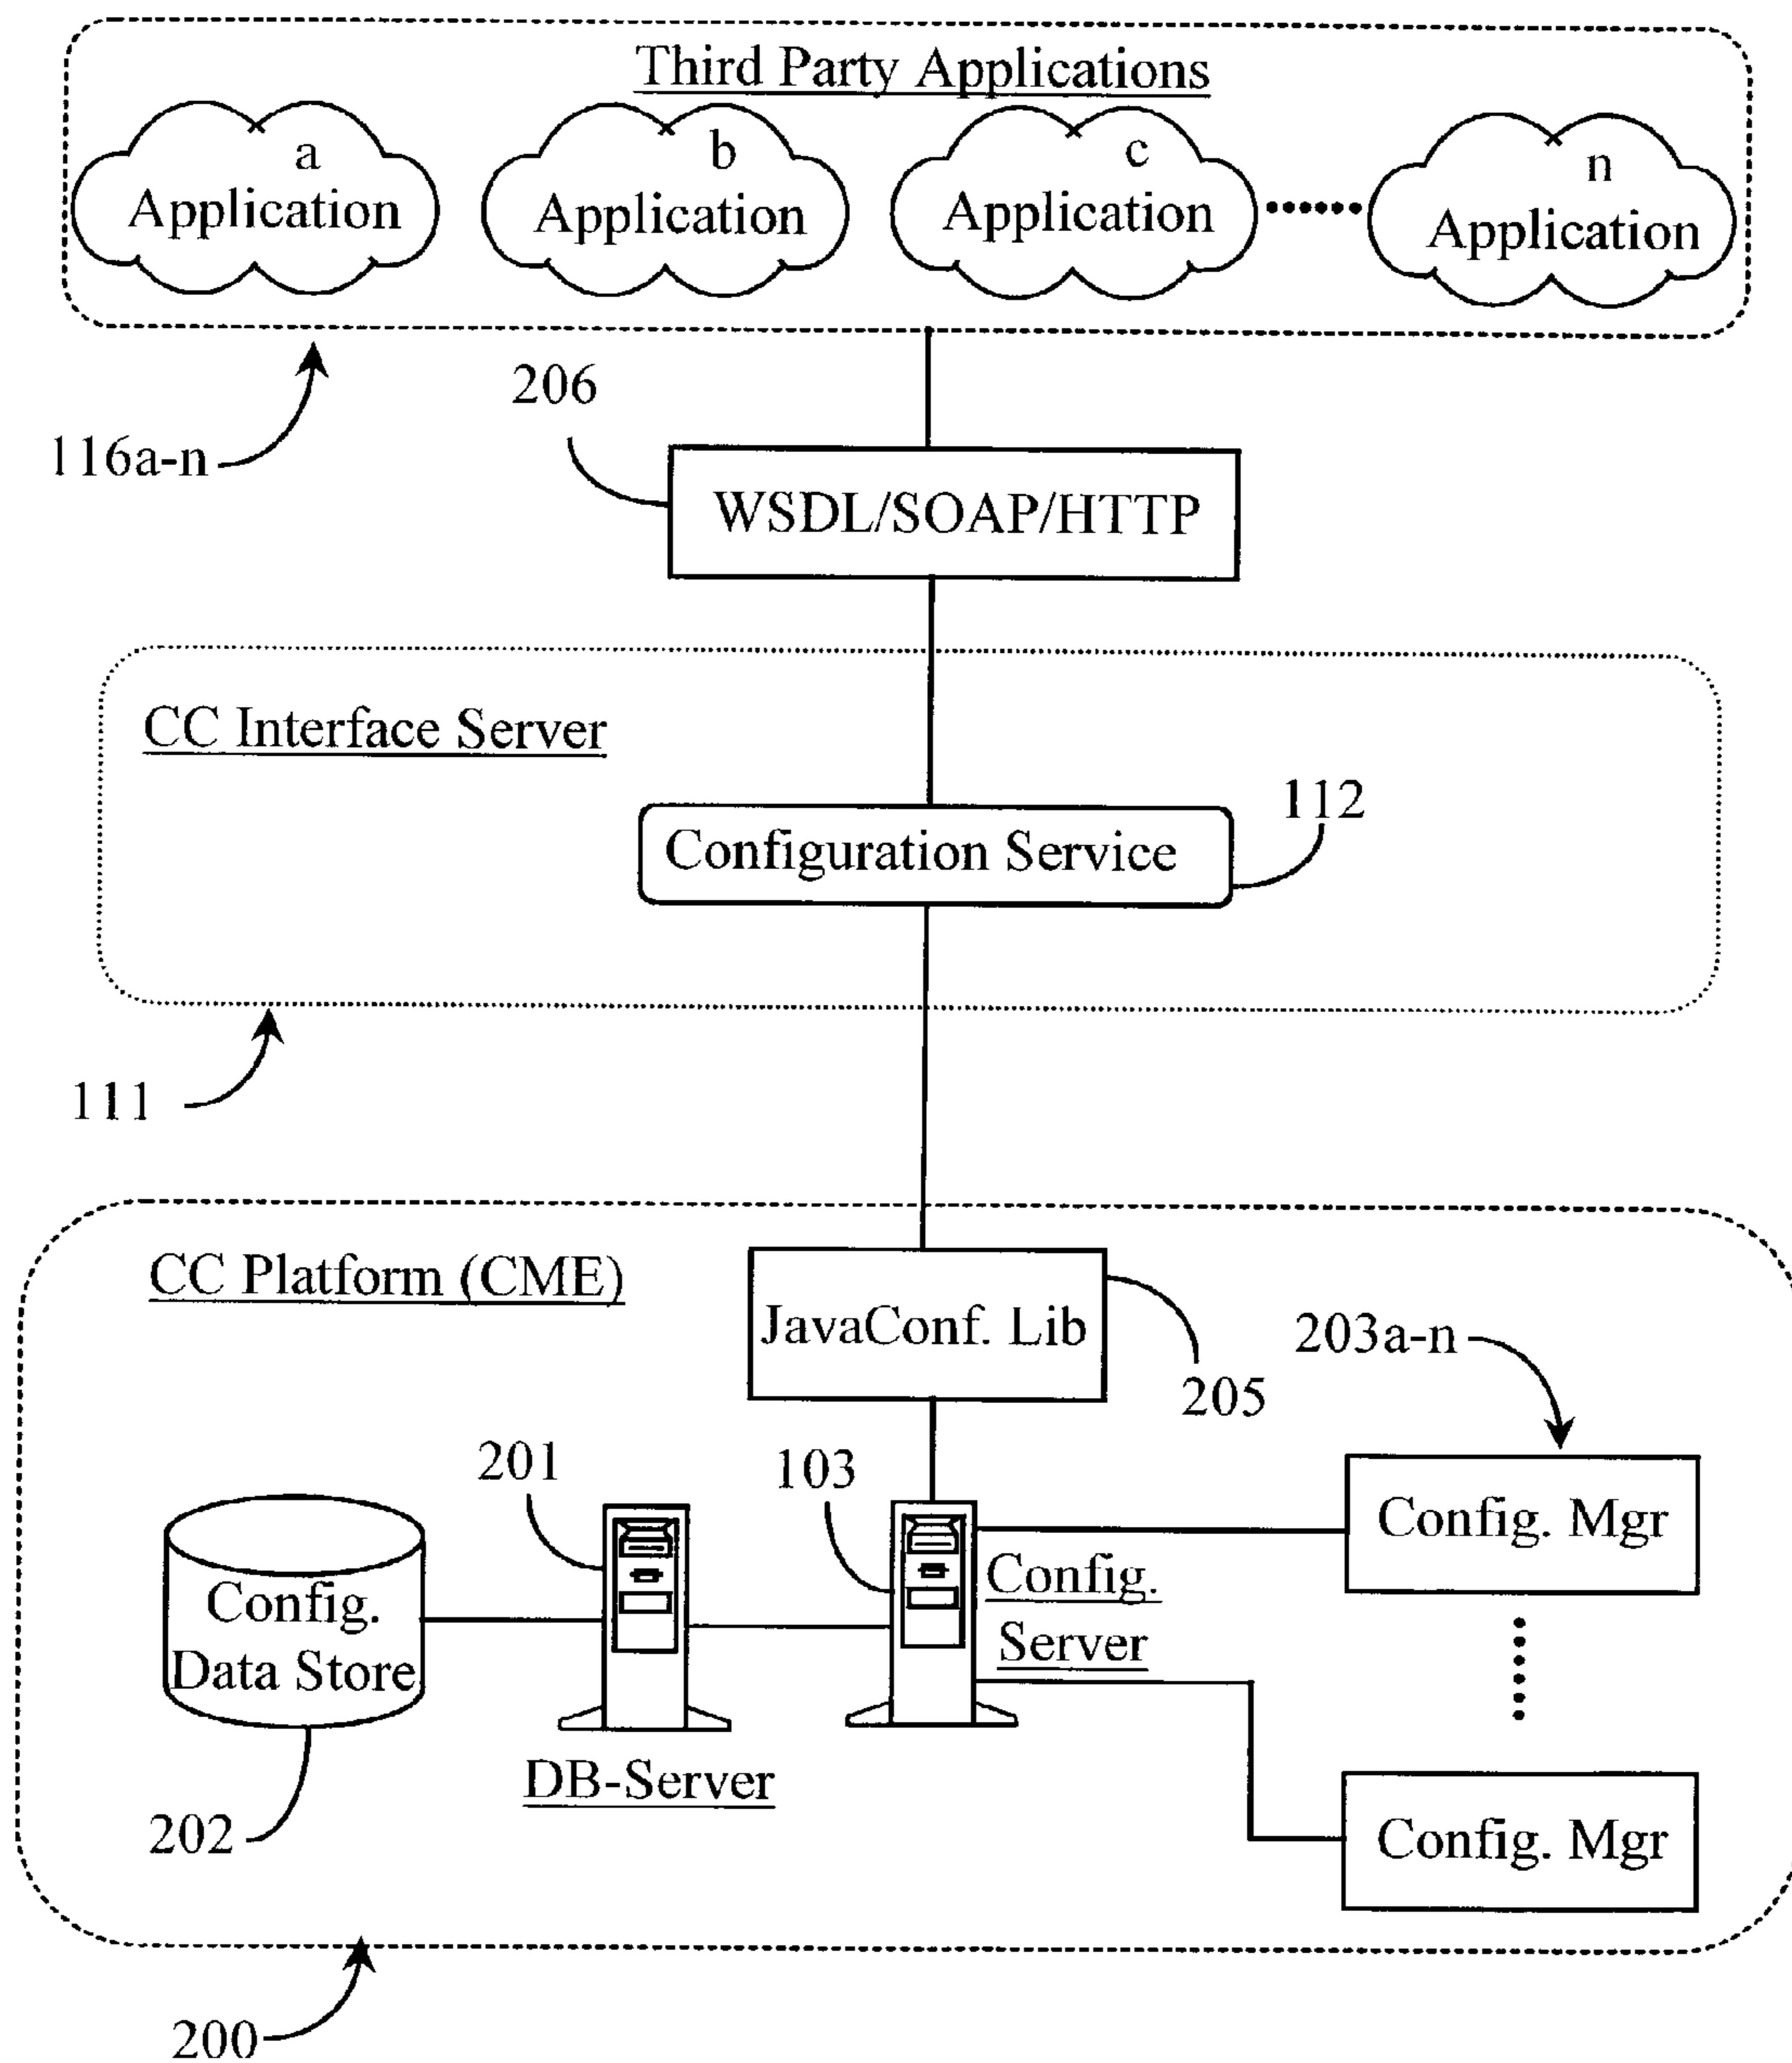 Third Party Applications
a
Application
b
Application
c
Application
n
Application
116a-n
206
WSDL/SOAP/HTTP
CC Interface Server
112
Configuration Service
111
CC Platform (CME)
JavaConf. Lib
205
203a-n
201
103
Config. Mgr
Config.
Data Store
Config.
Server
DB-Server
202
Config. Mgr
200